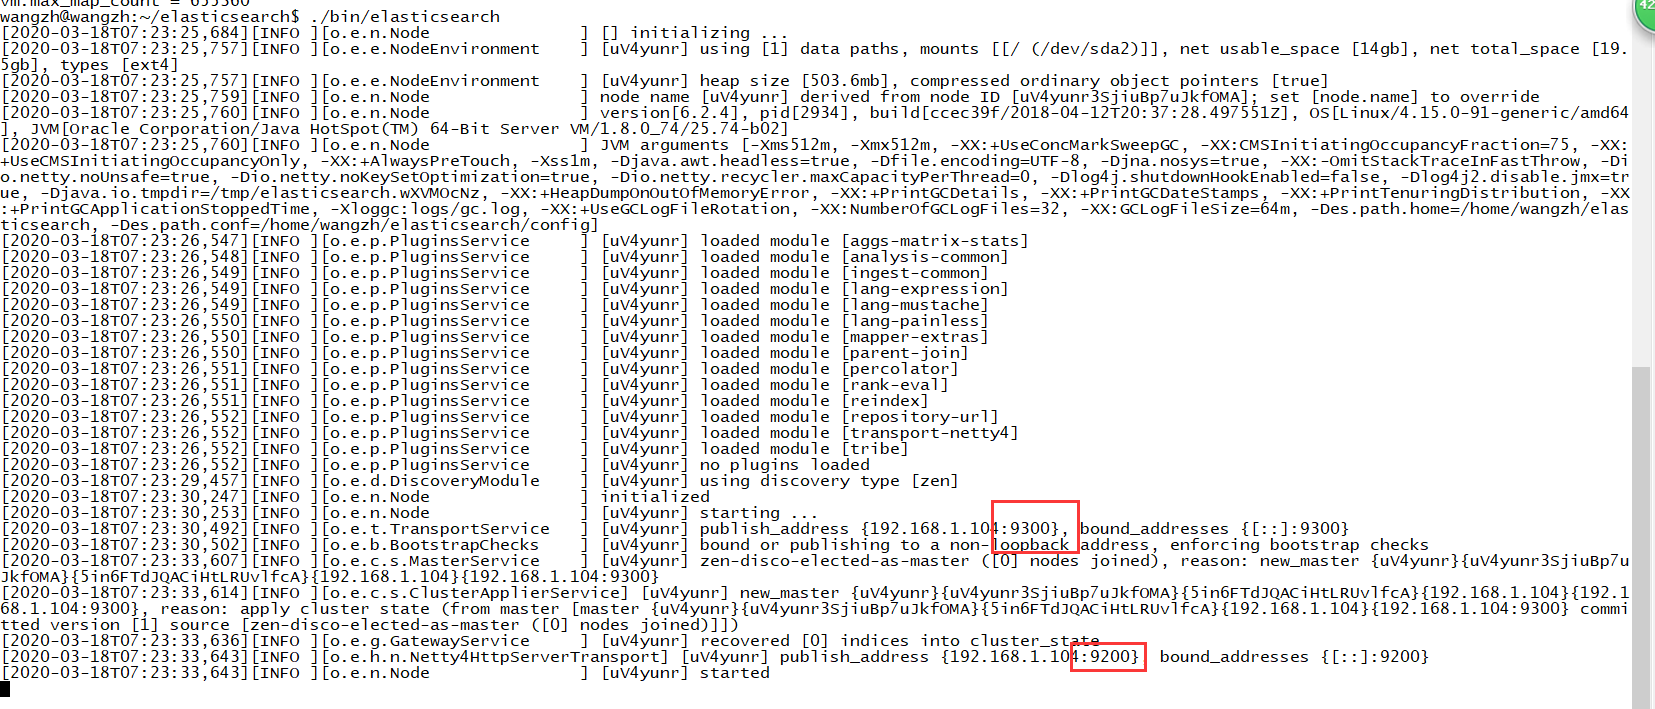 vm.max_map_count = 655360
wangzh@wangzh:~/elasticsearch$ ./bin/elasticsearch
[2020-03-18T07:23:25,684][INFO ][o.e.n.Node               ] [] initializing ...
[2020-03-18T07:23:25,757][INFO ][o.e.e.NodeEnvironment    ] [uV4yunr] using [1] data paths, mounts [[/ (/dev/sda2)]], net usable_space [14gb], net total_space [19.
5gb], types [ext4]
[2020-03-18T07:23:25,757][INFO ][o.e.e.NodeEnvironment    ] [uV4yunr] heap size [503.6mb], compressed ordinary object pointers [true]
[2020-03-18T07:23:25,759][INFO ][o.e.n.Node               ] node name [uV4yunr] derived from node ID [uV4yunr3SjiuBp7uJkfOMA]; set [node.name] to override
[2020-03-18T07:23:25,760][INFO ][o.e.n.Node               ] version[6.2.4], pid[2934], build[ccec39f/2018-04-12T20:37:28.497551Z], OS[Linux/4.15.0-91-generic/amd64
], JVM[Oracle Corporation/Java HotSpot(TM) 64-Bit Server VM/1.8.0_74/25.74-b02]
[2020-03-18T07:23:25,760][INFO ][o.e.n.Node               ] JVM arguments [-Xms512m, -Xmx512m, -XX:+UseConcMarkSweepGC, -XX:CMSInitiatingOccupancyFraction=75, -XX:
+UseCMSInitiatingOccupancyOnly, -XX:+AlwaysPreTouch, -Xss1m, -Djava.awt.headless=true, -Dfile.encoding=UTF-8, -Djna.nosys=true, -XX:-OmitStackTraceInFastThrow, -Di
o.netty.noUnsafe=true, -Dio.netty.noKeySetOptimization=true, -Dio.netty.recycler.maxCapacityPerThread=0, -Dlog4j.shutdownHookEnabled=false, -Dlog4j2.disable.jmx=tr
ue, -Djava.io.tmpdir=/tmp/elasticsearch.wXVMOcNz, -XX:+HeapDumpOnOutOfMemoryError, -XX:+PrintGCDetails, -XX:+PrintGCDateStamps, -XX:+PrintTenuringDistribution, -XX
:+PrintGCApplicationStoppedTime, -Xloggc:logs/gc.log, -XX:+UseGCLogFileRotation, -XX:NumberOfGCLogFiles=32, -XX:GCLogFileSize=64m, -Des.path.home=/home/wangzh/elas
ticsearch, -Des.path.conf=/home/wangzh/elasticsearch/config]
[2020-03-18T07:23:26,547][INFO ][o.e.p.PluginsService     ] [uV4yunr] loaded module [aggs-matrix-stats]
[2020-03-18T07:23:26,548][INFO ][o.e.p.PluginsService     ] [uV4yunr] loaded module [analysis-common]
[2020-03-18T07:23:26,549][INFO ][o.e.p.PluginsService     ] [uV4yunr] loaded module [ingest-common]
[2020-03-18T07:23:26,549][INFO ][o.e.p.PluginsService     ] [uV4yunr] loaded module [lang-expression]
[2020-03-18T07:23:26,549][INFO ][o.e.p.PluginsService     ] [uV4yunr] loaded module [lang-mustache]
[2020-03-18T07:23:26,550][INFO ][o.e.p.PluginsService     ] [uV4yunr] loaded module [lang-painless]
[2020-03-18T07:23:26,550][INFO ][o.e.p.PluginsService     ] [uV4yunr] loaded module [mapper-extras]
[2020-03-18T07:23:26,550][INFO ][o.e.p.PluginsService     ] [uV4yunr] loaded module [parent-join]
[2020-03-18T07:23:26,551][INFO ][o.e.p.PluginsService     ] [uV4yunr] loaded module [percolator]
[2020-03-18T07:23:26,551][INFO ][o.e.p.PluginsService     ] [uV4yunr] loaded module [rank-eval]
[2020-03-18T07:23:26,551][INFO ][o.e.p.PluginsService     ] [uV4yunr] loaded module [reindex]
[2020-03-18T07:23:26,552][INFO ][o.e.p.PluginsService     ] [uV4yunr] loaded module [repository-url]
[2020-03-18T07:23:26,552][INFO ][o.e.p.PluginsService     ] [uV4yunr] loaded module [transport-netty4]
[2020-03-18T07:23:26,552][INFO ][o.e.p.PluginsService     ] [uV4yunr] loaded module [tribe]
[2020-03-18T07:23:26,552][INFO ][o.e.p.PluginsService     ] [uV4yunr] no plugins loaded
[2020-03-18T07:23:29,457][INFO ][o.e.d.DiscoveryModule    ] [uV4yunr] using discovery type [zen]
[2020-03-18T07:23:30,247][INFO ][o.e.n.Node               ] initialized
[2020-03-18T07:23:30,253][INFO ][o.e.n.Node               ] [uV4yunr] starting ...
[2020-03-18T07:23:30,492][INFO ][o.e.t.TransportService   ] [uV4yunr] publish_address {192.168.1.104:9300}, bound_addresses {[::]:9300}
[2020-03-18T07:23:30,502][INFO ][o.e.b.BootstrapChecks    ] [uV4yunr] bound or publishing to a non-loopback address, enforcing bootstrap checks
[2020-03-18T07:23:33,607][INFO ][o.e.c.s.MasterService    ] [uV4yunr] zen-disco-elected-as-master ([0] nodes joined), reason: new_master {uV4yunr}{uV4yunr3SjiuBp7u
JkfOMA}{5in6FTdJQACiHtLRUvlfcA}{192.168.1.104}{192.168.1.104:9300}
[2020-03-18T07:23:33,614][INFO ][o.e.c.s.ClusterApplierService] [uV4yunr] new_master {uV4yunr}{uV4yunr3SjiuBp7uJkfOMA}{5in6FTdJQACiHtLRUvlfcA}{192.168.1.104}{192.1
68.1.104:9300}, reason: apply cluster state (from master [master {uV4yunr}{uV4yunr3SjiuBp7uJkfOMA}{5in6FTdJQACiHtLRUvlfcA}{192.168.1.104}{192.168.1.104:9300} commi
tted version [1] source [zen-disco-elected-as-master ([0] nodes joined)]])
[2020-03-18T07:23:33,636][INFO ][o.e.g.GatewayService     ] [uV4yunr] recovered [0] indices into cluster_state
[2020-03-18T07:23:33,643][INFO ][o.e.h.n.Netty4HttpServerTransport] [uV4yunr] publish_address {192.168.1.104:9200}  bound_addresses {[::]:9200}
[2020-03-18T07:23:33,643][INFO ][o.e.n.Node               ] [uV4yunr] started
42